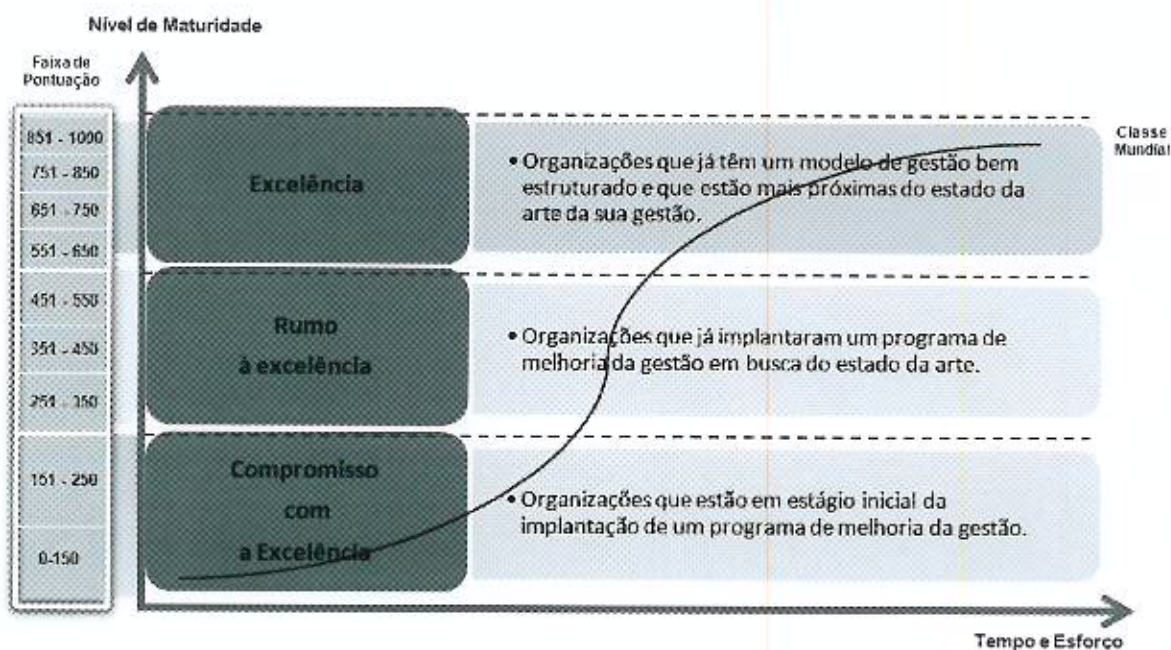 Nível de Maturidade
Faixa de
Pontuação
851 - 1000
751 - 850
651 - 750
551 - 650
451 - 550
351 - 450
251 - 350
151 - 250
0-150
Excelência
• Organizações que já têm um modelo de gestão bem
estruturado e que estão mais próximas do estado da
arte da sua gestão.
Classe
Mundial
Rumo
à excelência
• Organizações que já implantaram um programa de
melhoria da gestão em busca do estado da arte.
Compromisso
com
a Excelência
• Organizações que estão em estágio inicial da
implantação de um programa de melhoria da gestão.
Tempo e Esforço